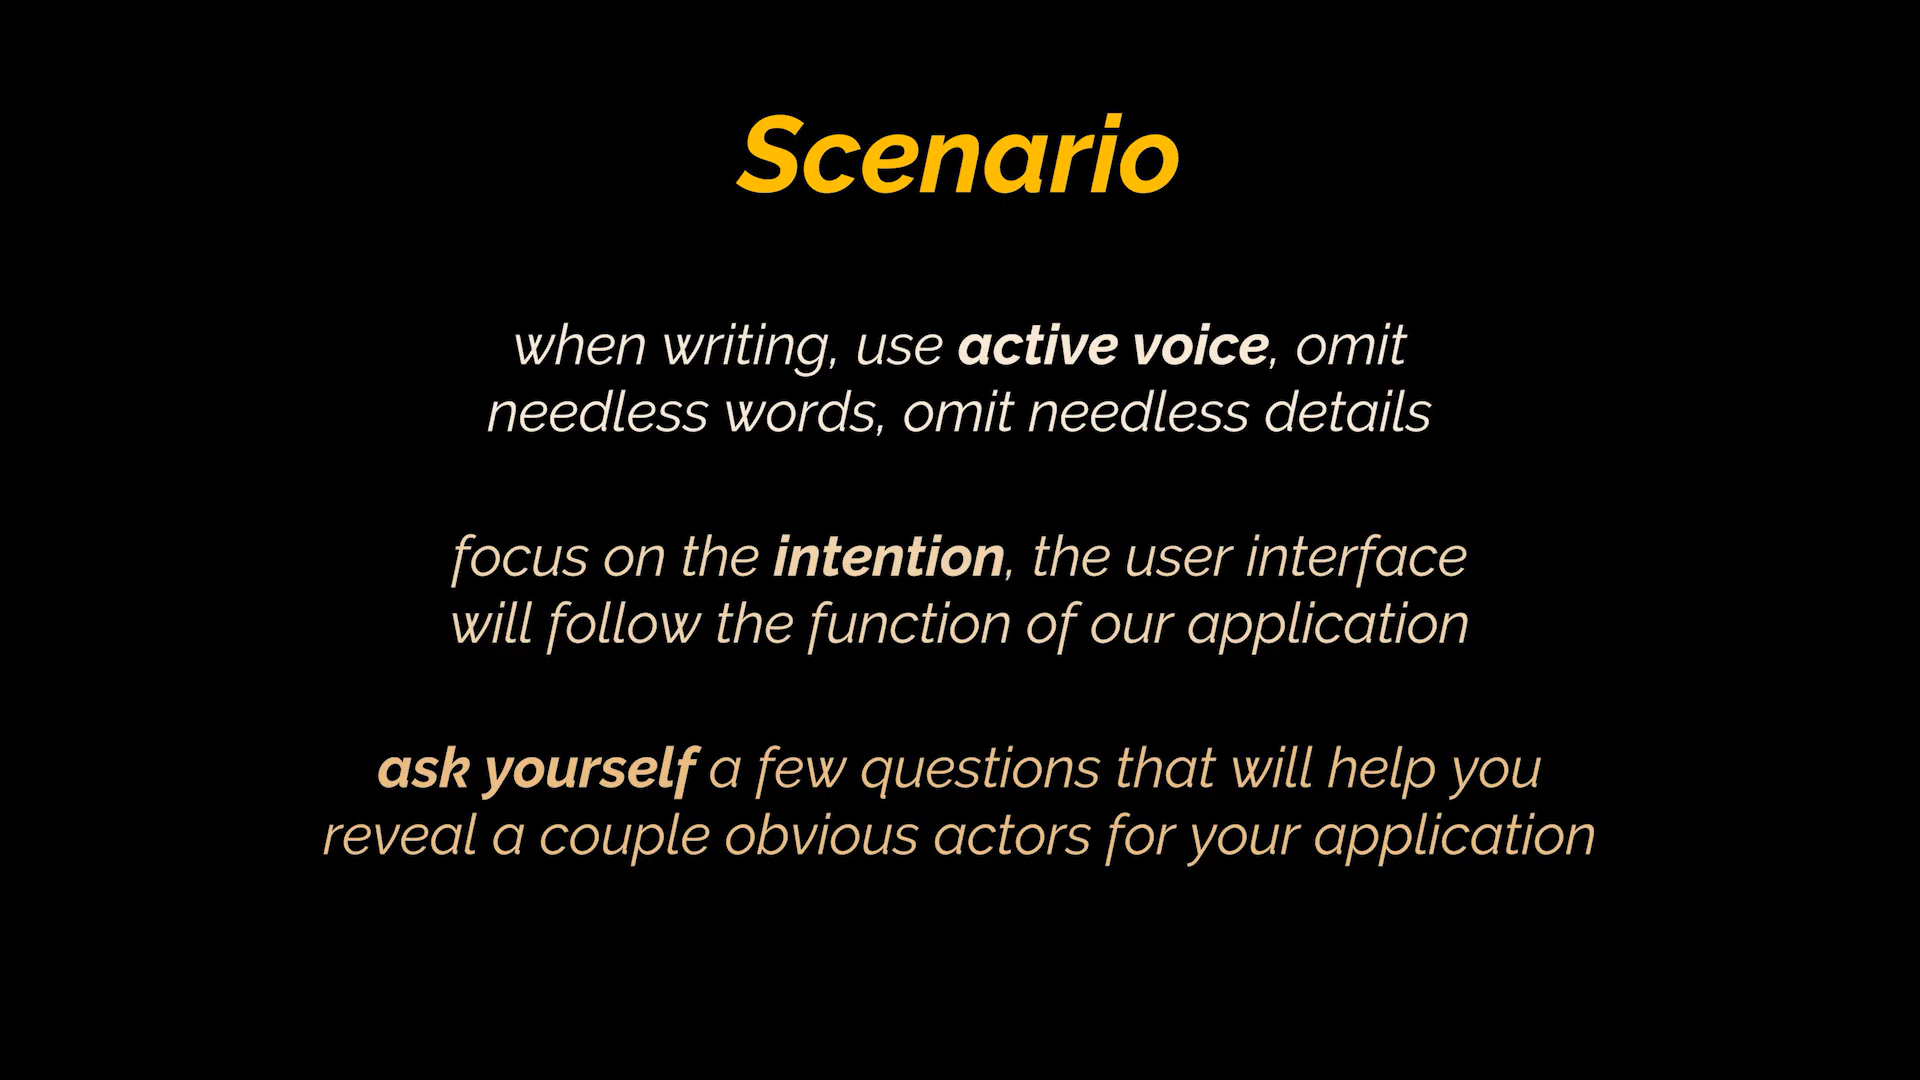 Scenario
when writing, use active voice, omit
needless words, omit needless details
focus on the intention, the user interface
will follow the function of our application
ask yourself a few questions that will help you
reveal a couple obvious actors for your application